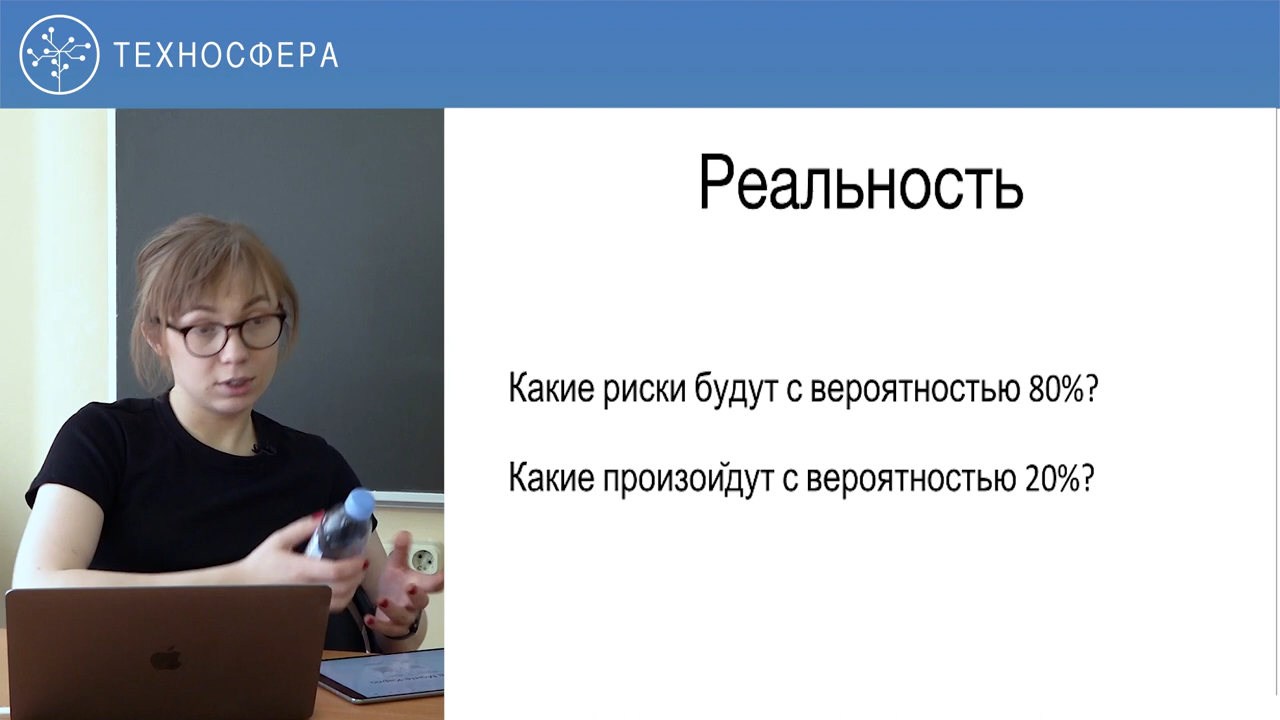 ТЕХНОСФЕРА
Реальность
Какие риски будут с вероятностью 80%?
Какие произойдут с вероятностью 20%?